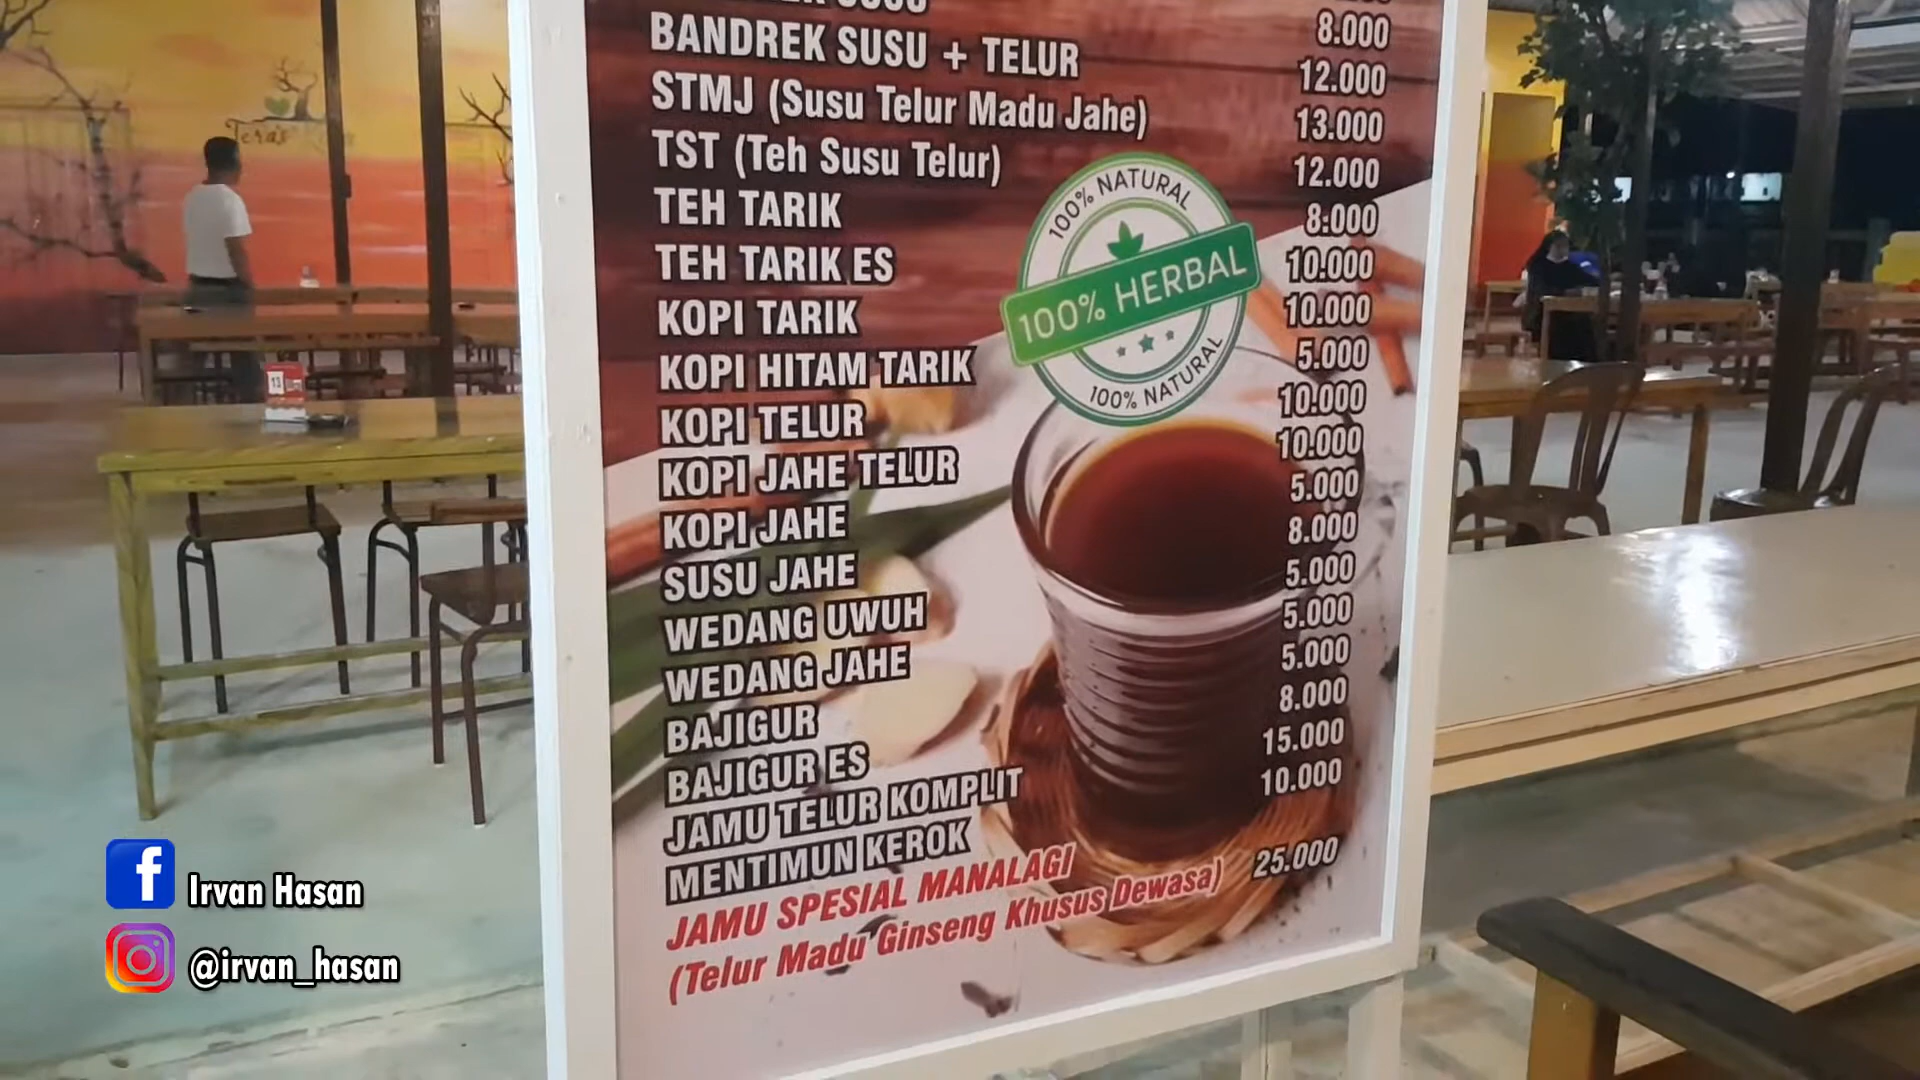 SUSU 8.000
BANDREK SUSU + TELUR 12.000
STMJ (Susu Telur Madu Jahe) 13.000
TST (Teh Susu Telur) 12.000
TEH TARIK 8.000
TEH TARIK ES 10.000
KOPI TARIK 10.000
KOPI HITAM TARIK 5.000
KOPI TELUR 10.000
KOPI JAHE TELUR 10.000
KOPI JAHE 5.000
SUSU JAHE 8.000
WEDANG UWUH 5.000
WEDANG JAHE 5.000
BAJIGUR 5.000
BAJIGUR ES 8.000
JAMU TELUR KOMPLIT 15.000
MENTIMUN KEROK 10.000
JAMU SPESIAL MANALAGI
(Telur Madu Ginseng Khusus Dewasa) 25.000
100% NATURAL
100% HERBAL
100% NATURAL
Teras
13
Irvan Hasan
@irvan_hasan